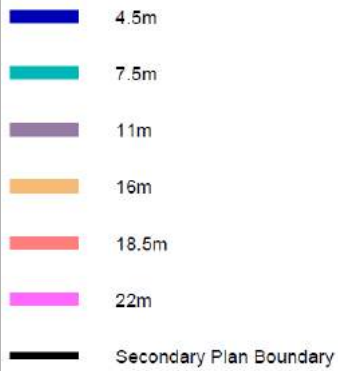 4.5m
7.5m
11m
16m
18.5m
22m
Secondary Plan Boundary